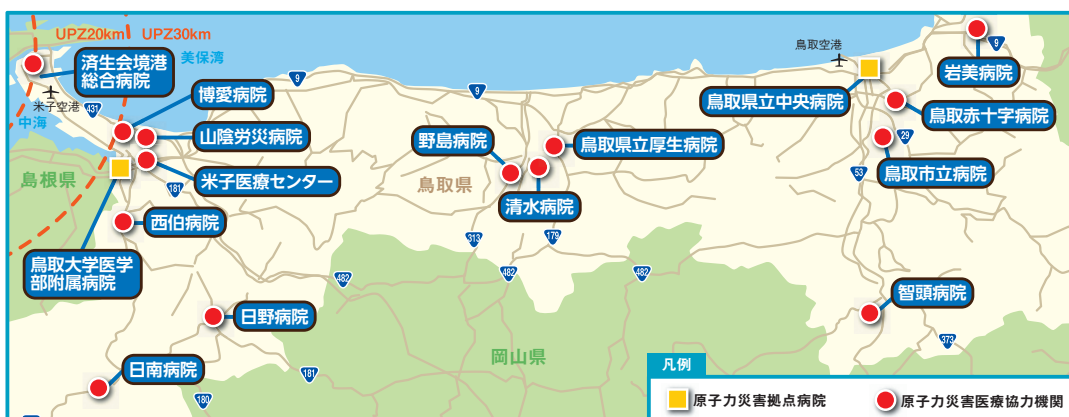 UPZ20km
UPZ30km
済生会境港
総合病院
美保湾
米子空港
431
中海
博愛病院
山陰労災病院
米子医療センター
181
島根県
西伯病院
鳥取大学医学
部附属病院
日野病院
日南病院
180
181
9
9
野島病院
鳥取県立厚生病院
清水病院
鳥取県
313
179
482
482
482
岡山県
鳥取空港
鳥取県立中央病院
9
岩美病院
鳥取赤十字病院
29
鳥取市立病院
53
智頭病院
373
凡例
原子力災害拠点病院
原子力災害医療協力機関